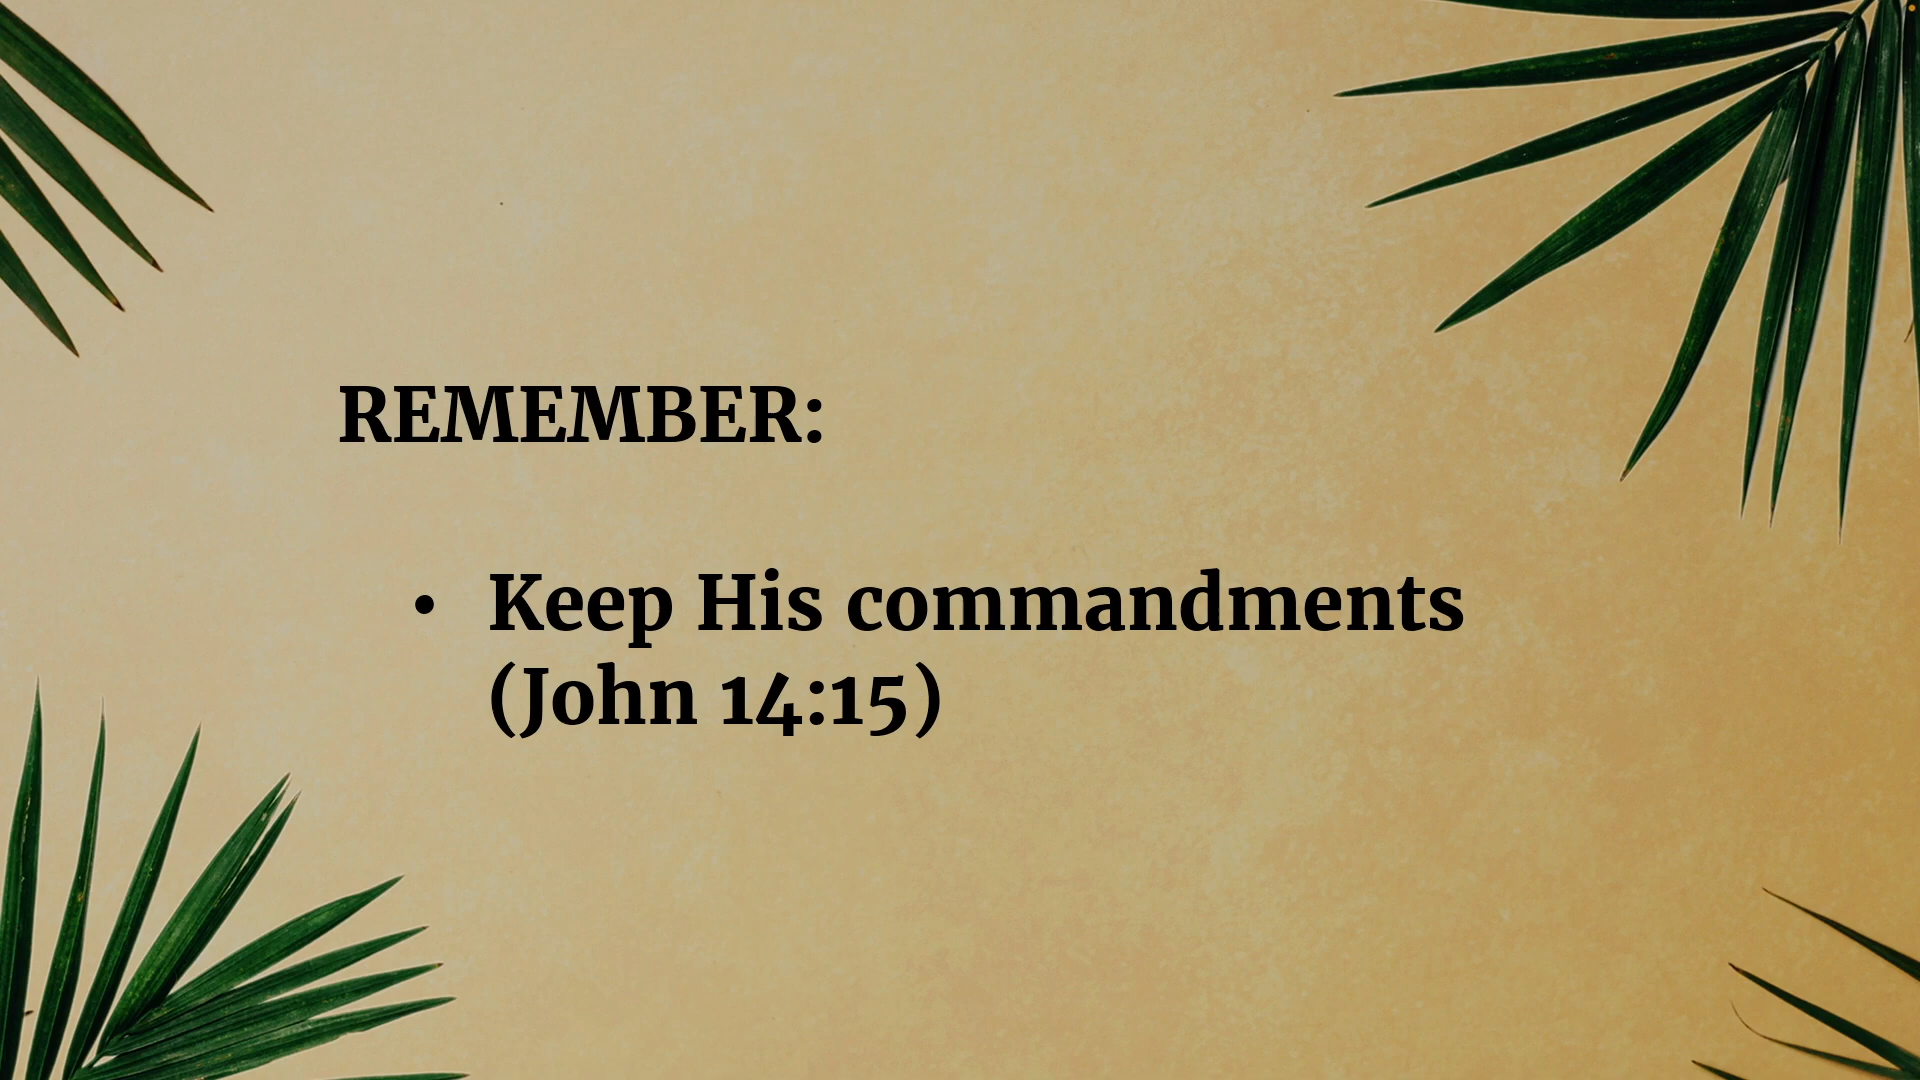 REMEMBER:
• Keep His commandments
(John 14:15)